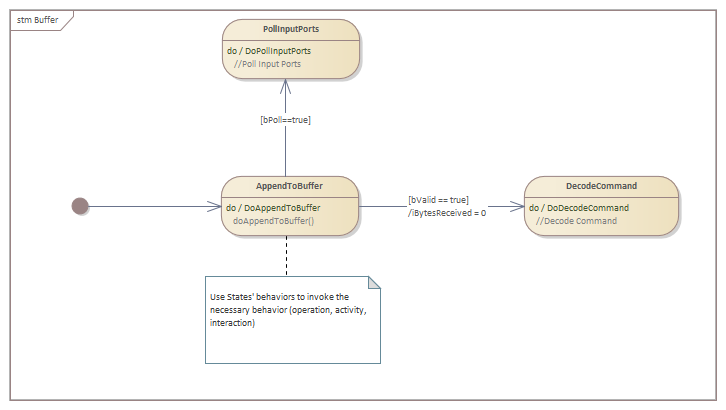 stm Buffer
PollInputPorts
do / DoPollInputPorts
//Poll Input Ports
[bPoll==true]
AppendToBuffer
do / DoAppendToBuffer
doAppendToBuffer()
[bValid == true]
/iBytesReceived = 0
DecodeCommand
do / DoDecodeCommand
//Decode Command
Use States' behaviors to invoke the
necessary behavior (operation, activity,
interaction)